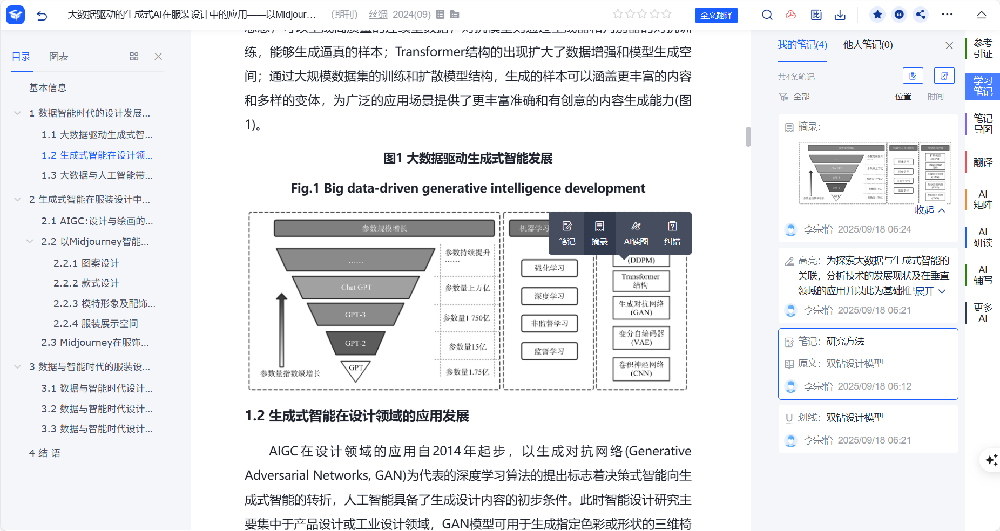 大数据驱动的生成式AI在服装设计中的应用——以Midjour...
(期刊) 丝绸 2024(09)
全文翻译
目录 图表
基本信息
1 数据智能时代的设计发展...
1.1 大数据驱动生成式智...
1.2 生成式智能在设计领...
1.3 大数据与人工智能带...
2 生成式智能在服装设计中...
2.1 AIGC:设计与绘画的...
2.2 以Midjourney智能...
2.2.1 图案设计
2.2.2 款式设计
2.2.3 模特形象及配饰...
2.2.4 服装展示空间
2.3 Midjourney在服饰...
3 数据与智能时代的服装设...
3.1 数据与智能时代设计...
3.2 数据与智能时代设计...
3.3 数据与智能时代设计...
4 结 语
练，能够生成逼真的样本；Transformer结构的出现扩大了数据增强和模型生成空
间；通过大规模数据集的训练和扩散模型结构，生成的样本可以涵盖更丰富的内容
和多样的变体，为广泛的应用场景提供了更丰富准确和有创意的内容生成能力(图
1)。
图1 大数据驱动生成式智能发展
Fig.1 Big data-driven generative intelligence development
参数规模增长
......
Chat GPT
GPT-3
GPT-2
GPT
参数量指数级增长
参数持续提升
......
参数量上万亿
参数量1 750亿
参数量15亿
参数量1.75亿
机器学习
强化学习
深度学习
非监督学习
监督学习
(DDPM)
Transformer
结构
生成对抗网络
(GAN)
变分自编码器
(VAE)
卷积神经网络
(CNN)
笔记 摘录 AI读图 纠错
1.2 生成式智能在设计领域的应用发展
AIGC在设计领域的应用自2014年起步，以生成对抗网络(Generative
Adversarial Networks, GAN)为代表的深度学习算法的提出标志着决策式智能向生
成式智能的转折，人工智能具备了生成设计内容的初步条件。此时智能设计研究主
要集中于产品设计或工业设计领域，GAN模型可用于生成指定色彩或形状的三维椅
我的笔记(4) 他人笔记(0)
共4条笔记
全部 位置 时间
摘录：
收起
李宗怡 2025/09/18 06:24
高亮：为探索大数据与生成式智能的
关联，分析技术的发展现状及在垂直
领域的应用并以此为基础推 展开
李宗怡 2025/09/18 06:21
笔记：研究方法
原文：双钻设计模型
李宗怡 2025/09/18 06:12
划线：双钻设计模型
李宗怡 2025/09/18 06:21
参考
引证
学习
笔记
笔记
导图
翻译
AI
矩阵
AI
研读
AI
辅写
更多
AI